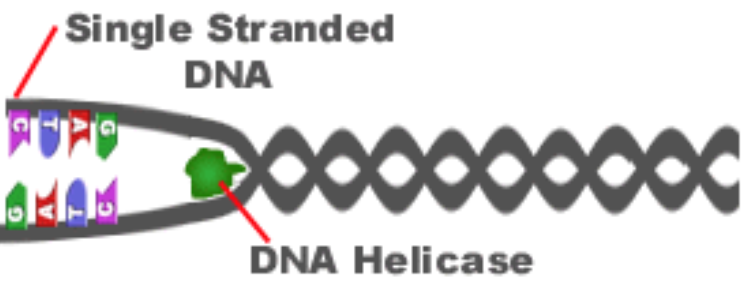 Single Stranded
DNA
C T A G
G A T C
DNA Helicase